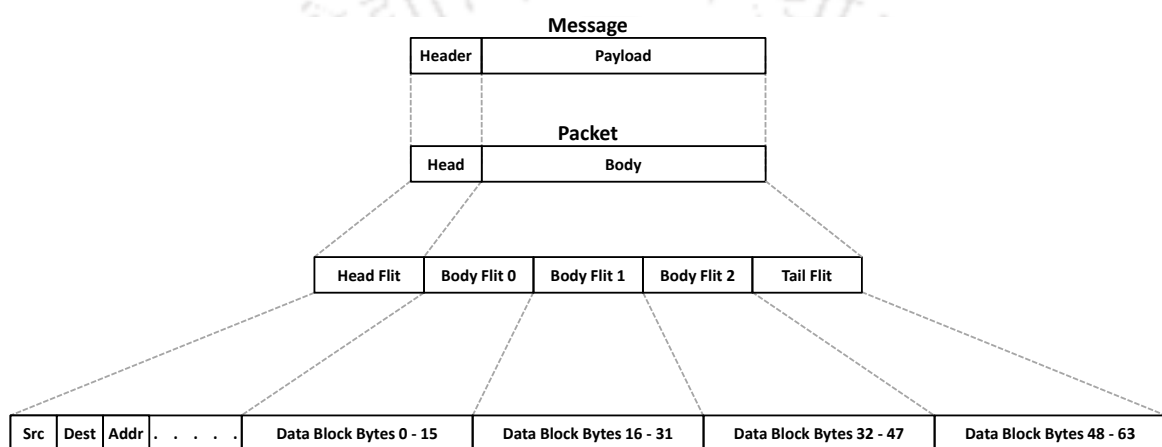 Message
Header Payload
Packet
Head Body
Head Flit Body Flit 0 Body Flit 1 Body Flit 2 Tail Flit
Src Dest Addr . . . . . Data Block Bytes 0 - 15 Data Block Bytes 16 - 31 Data Block Bytes 32 - 47 Data Block Bytes 48 - 63